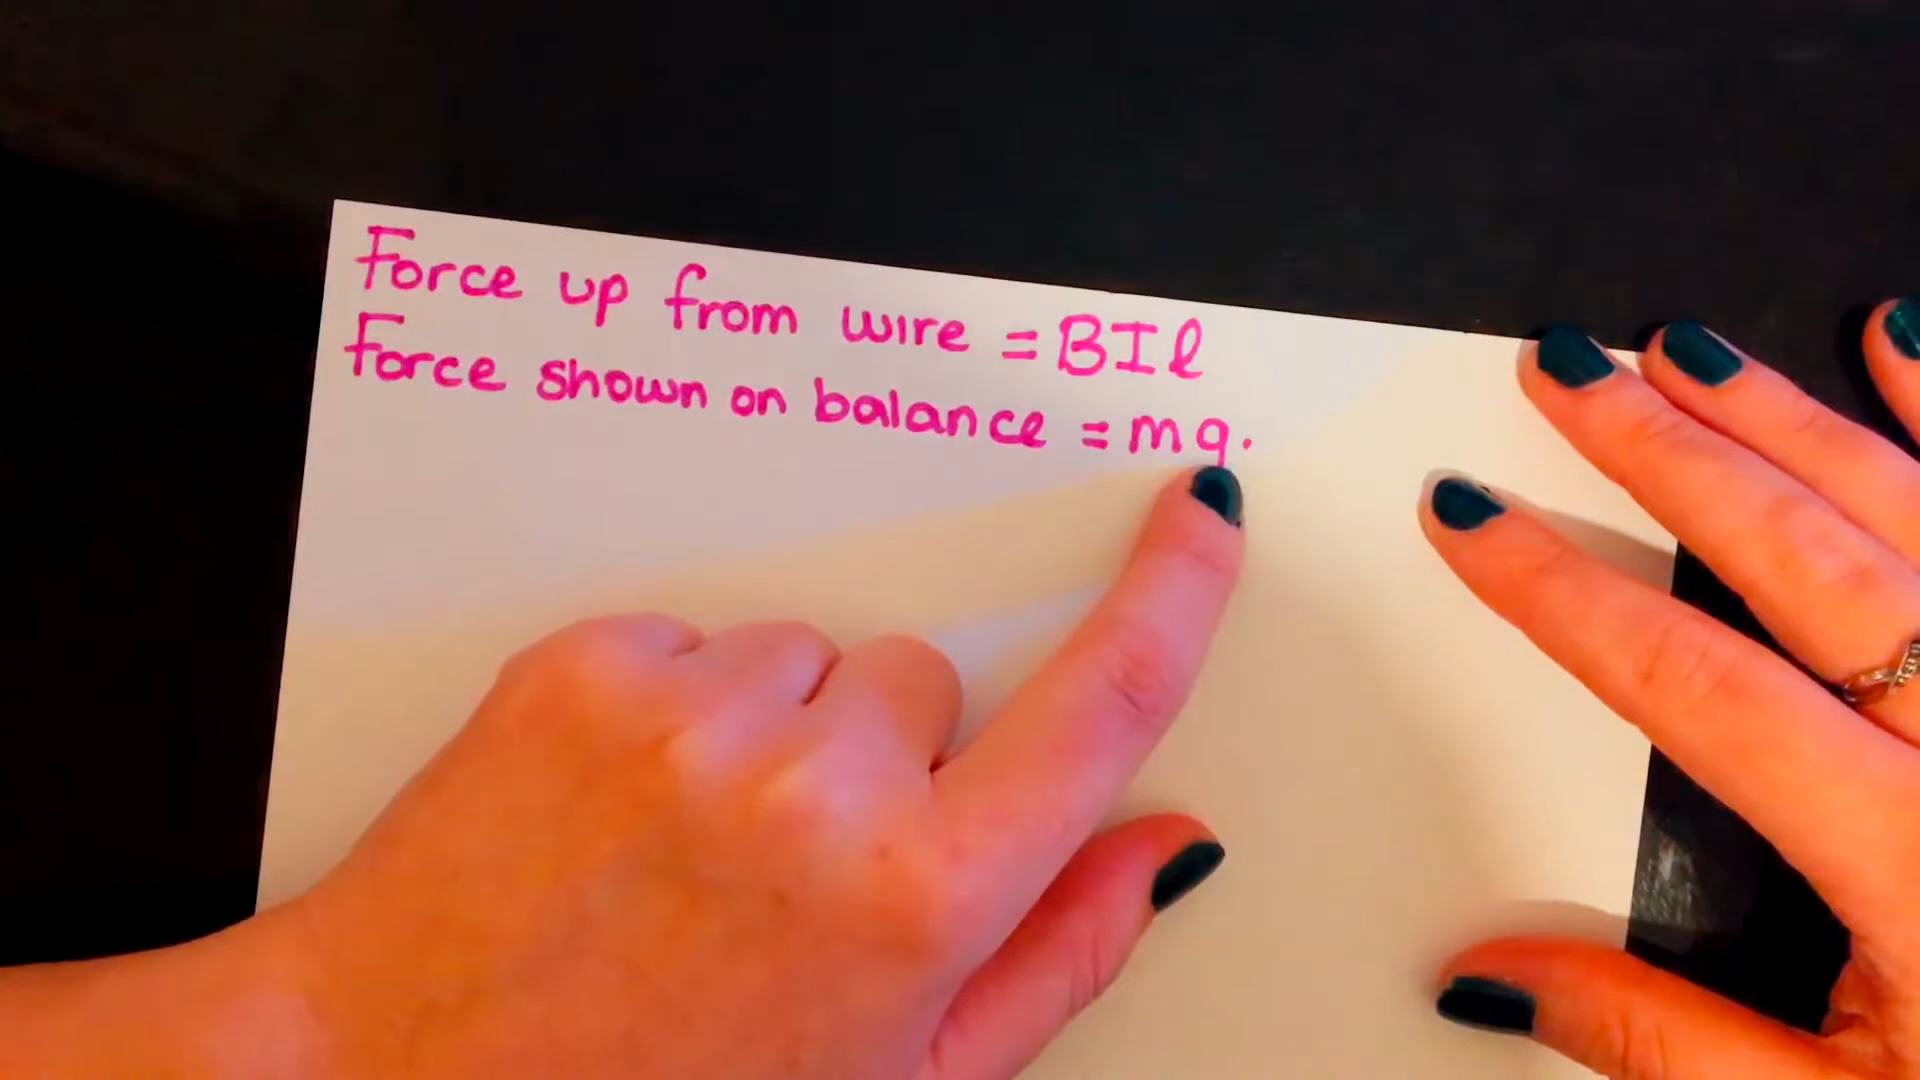 Force up from wire = BIl
Force shown on balance = mg.